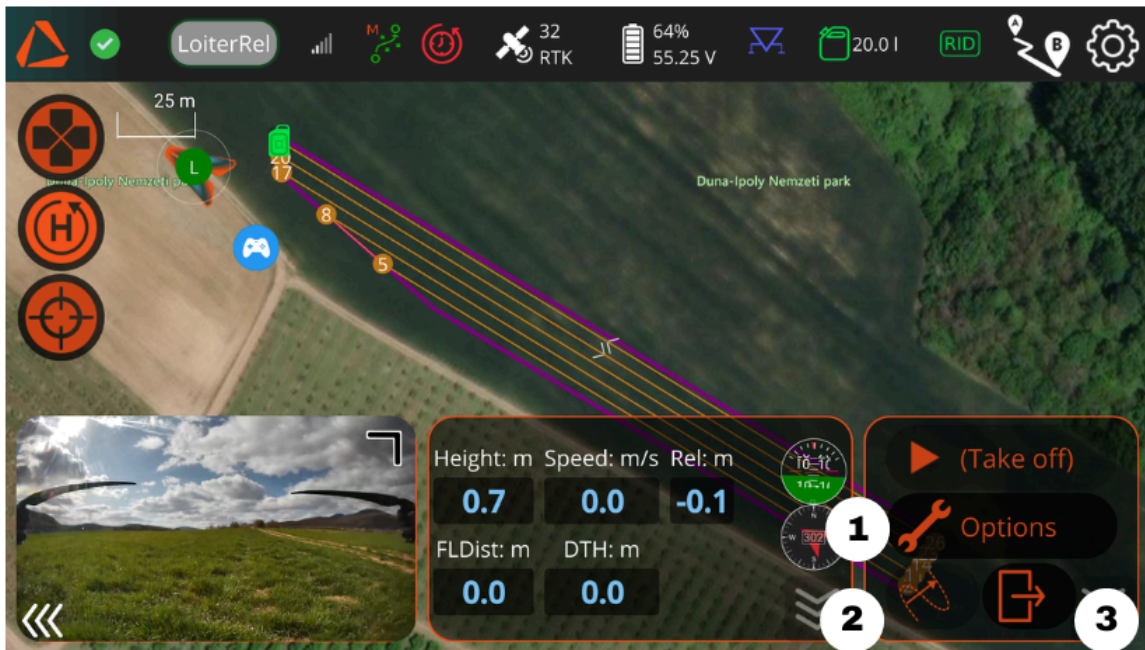 LoiterRel
M
32
RTK
64%
55.25 V
20.0 l
RID
A
B
25 m
L
H
20
17
8
5
Duna-Ipoly Nemzeti park
Duna-Ipoly Nemzeti park
Height: m Speed: m/s Rel: m
0.7 0.0 -0.1
FLDist: m DTH: m
0.0 0.0
N
W
302
S
1
2
(Take off)
Options
3